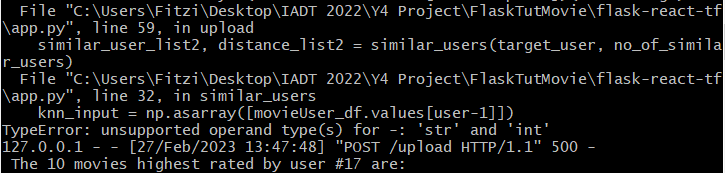 File "C:\Users\Fitzi\Desktop\IADT 2022\Y4 Project\FlaskTutMovie\flask-react-tf
\app.py", line 59, in upload
similar_user_list2, distance_list2 = similar_users(target_user, no_of_simila
r_users)
File "C:\Users\Fitzi\Desktop\IADT 2022\Y4 Project\FlaskTutMovie\flask-react-tf
\app.py", line 32, in similar_users
knn_input = np.asarray([movieUser_df.values[user-1]])
TypeError: unsupported operand type(s) for -: 'str' and 'int'
127.0.0.1 - - [27/Feb/2023 13:47:48] "POST /upload HTTP/1.1" 500 -
The 10 movies highest rated by user #17 are: